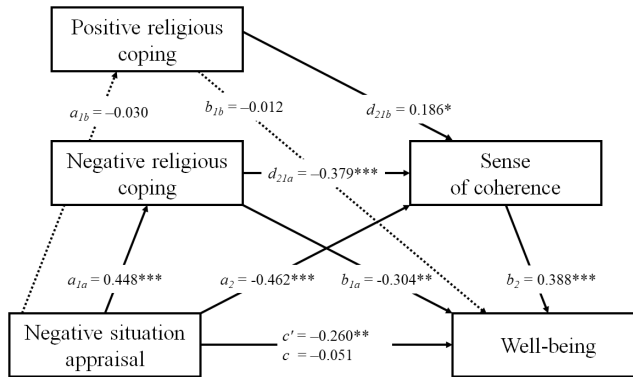 Positive religious
coping
a1b = –0.030
b1b = –0.012
d21b = 0.186*
Negative religious
coping
d21a = –0.379***
Sense
of coherence
a1a = 0.448***
a2 = -0.462***
b1a = -0.304**
b2 = 0.388***
Negative situation
appraisal
c' = –0.260**
c = –0.051
Well-being